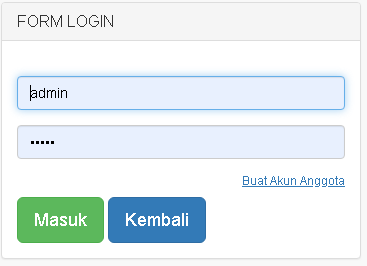 FORM LOGIN
admin
•••••
Buat Akun Anggota
Masuk Kembali